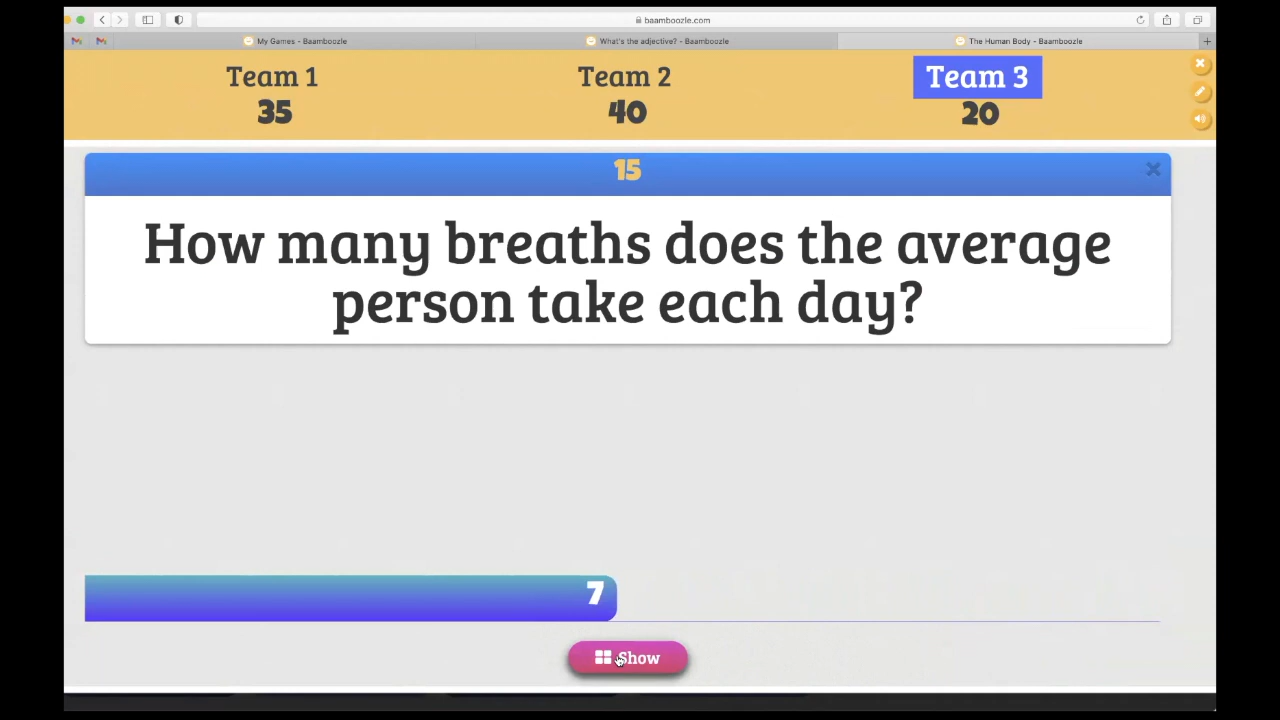 baamboozle.com
My Games - Baamboozle
What's the adjective? - Baamboozle
The Human Body - Baamboozle
Team 1
Team 2
Team 3
35
40
20
15
How many breaths does the average
person take each day?
7
Show